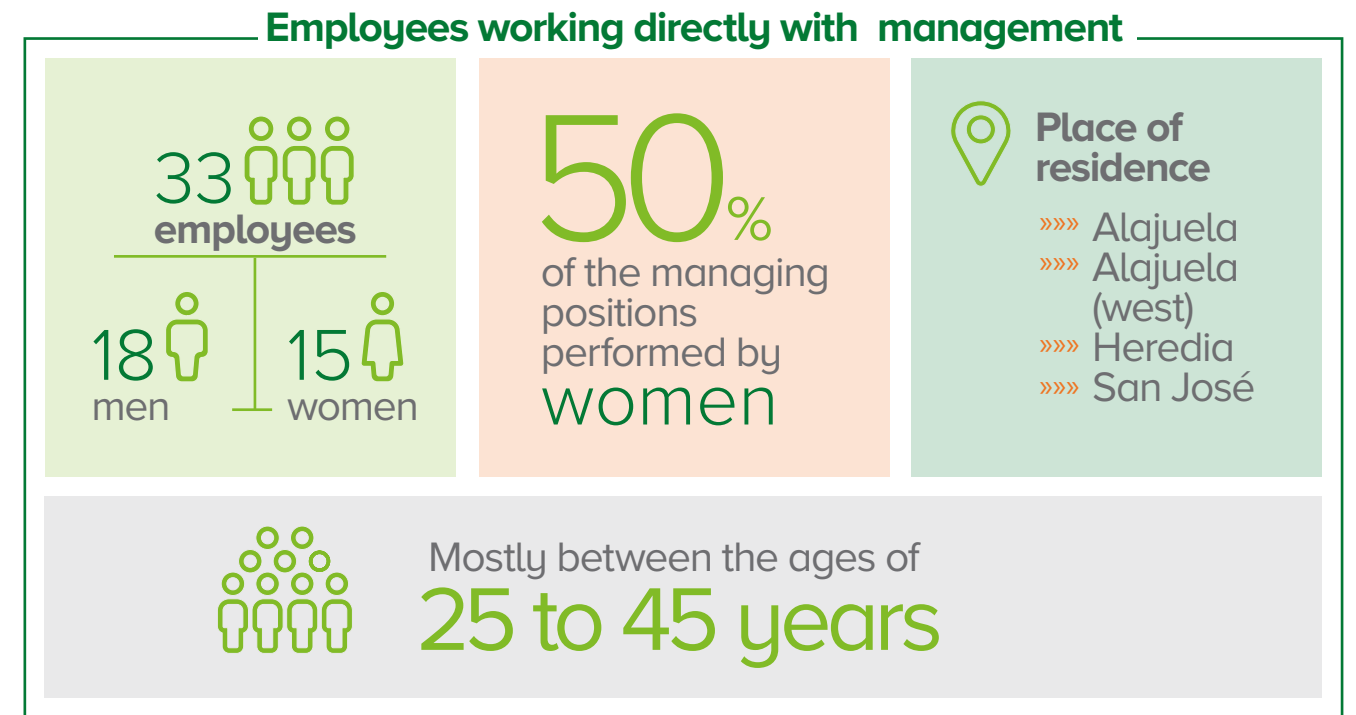 Employees working directly with management
33
employees
18
men
15
women
50%
of the managing
positions
performed by
women
Place of
residence
»»» Alajuela
»»» Alajuela
(west)
»»» Heredia
»»» San José
Mostly between the ages of
25 to 45 years